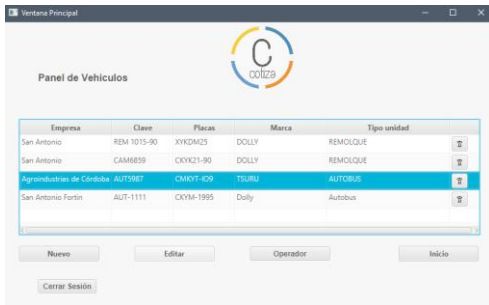 Ventana Principal
C
cotiza
Panel de Vehiculos
Empresa Clave Placas Marca Tipo unidad
San Antonio REM 1015-90 XYKDM25 DOLLY REMOLQUE
San Antonio CAM6859 CKYK21-90 DOLLY REMOLQUE
Agroindustrias de Córdoba AUT5987 CMKYT-IO9 TSURU AUTOBUS
San Antonio Fortin AUT-1111 CKYM-1995 Dolly Autobus
Nuevo Editar Operador Inicio
Cerrar Sesión